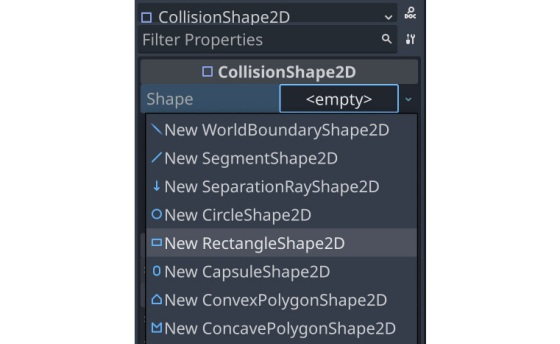 CollisionShape2D
DOC
Filter Properties
CollisionShape2D
Shape <empty>
New WorldBoundaryShape2D
New SegmentShape2D
New SeparationRayShape2D
New CircleShape2D
New RectangleShape2D
New CapsuleShape2D
New ConvexPolygonShape2D
New ConcavePolygonShape2D